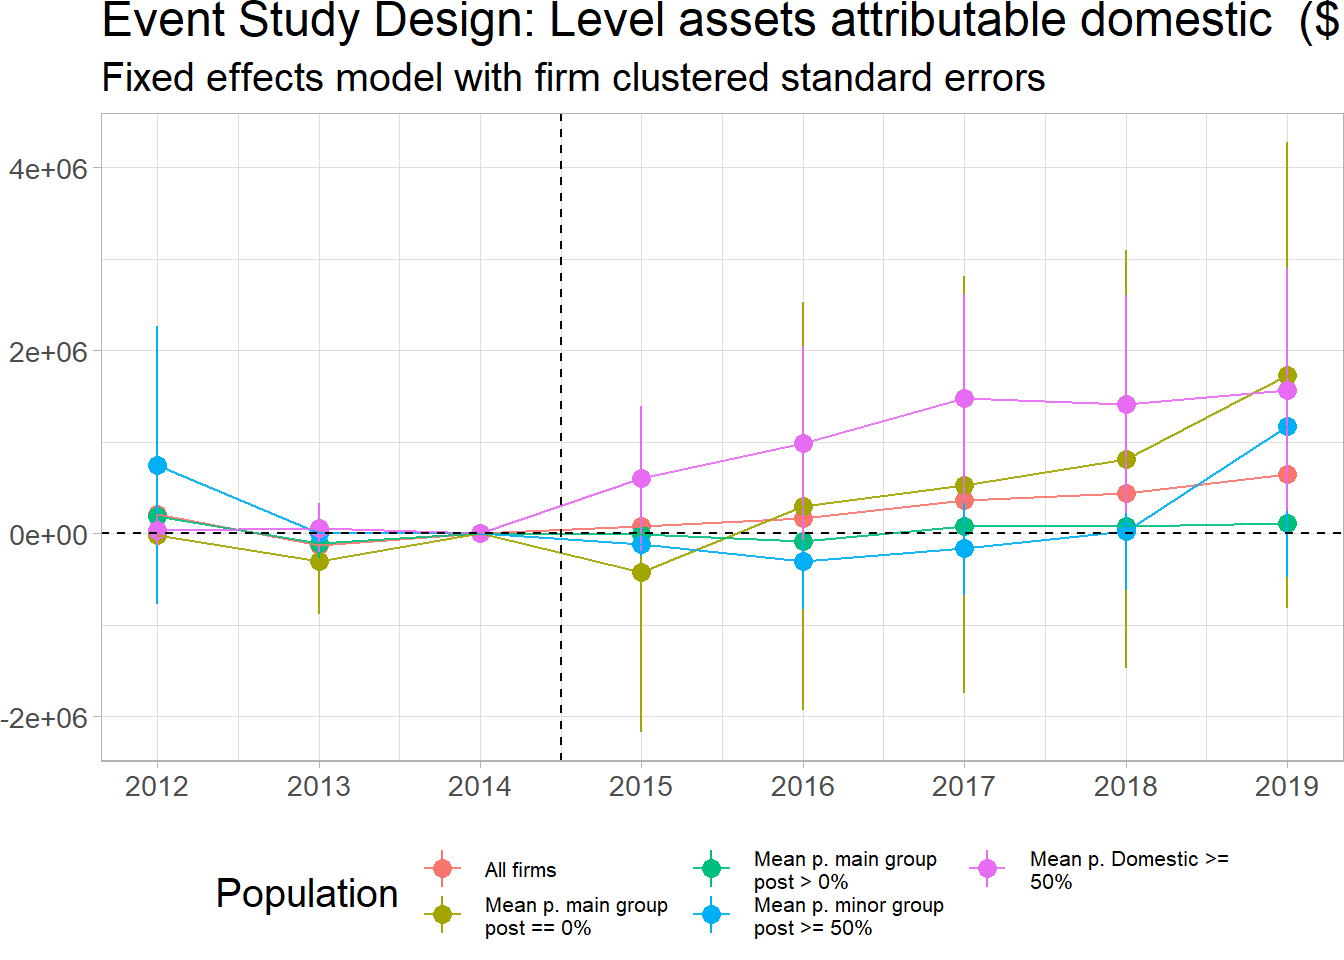 Event Study Design: Level assets attributable domestic  ($
Fixed effects model with firm clustered standard errors
4e+06
2e+06
0e+00
-2e+06
2012 2013 2014 2015 2016 2017 2018 2019
Population
All firms
Mean p. main group
post == 0%
Mean p. main group
post > 0%
Mean p. minor group
post >= 50%
Mean p. Domestic >=
50%